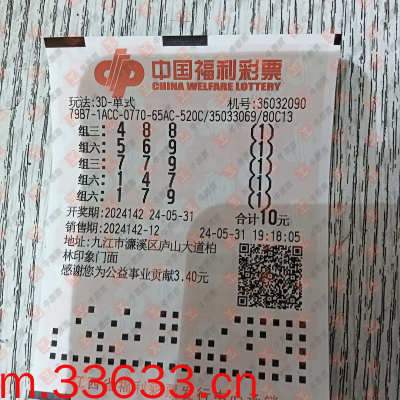 中国福利彩票
CHINA WELFARE LOTTERY
玩法:3D-单式 机号:36032090
79B7-1ACC-0770-65AC-520C/35033069/80C13
组三: 4 8 8 (1)
组六: 5 6 9 (1)
组三: 7 7 9 (1)
组六: 1 4 7 (1)
组六: 1 7 9 (1)
开奖期:2024142 24-05-31 合计10元
销售期:2024142-12 24-05-31 19:18:05
地址:九江市濂溪区庐山大道柏
林印象门面
感谢您为公益事业贡献3.40元
m.33633.cn